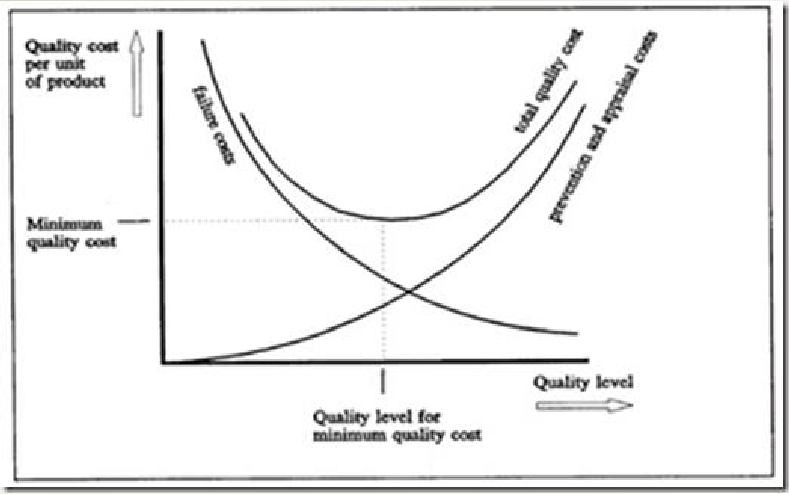 Quality cost
per unit
of product
failure costs
total quality cost
prevention and appraisal costs
Minimum
quality cost
Quality level
Quality level for
minimum quality cost